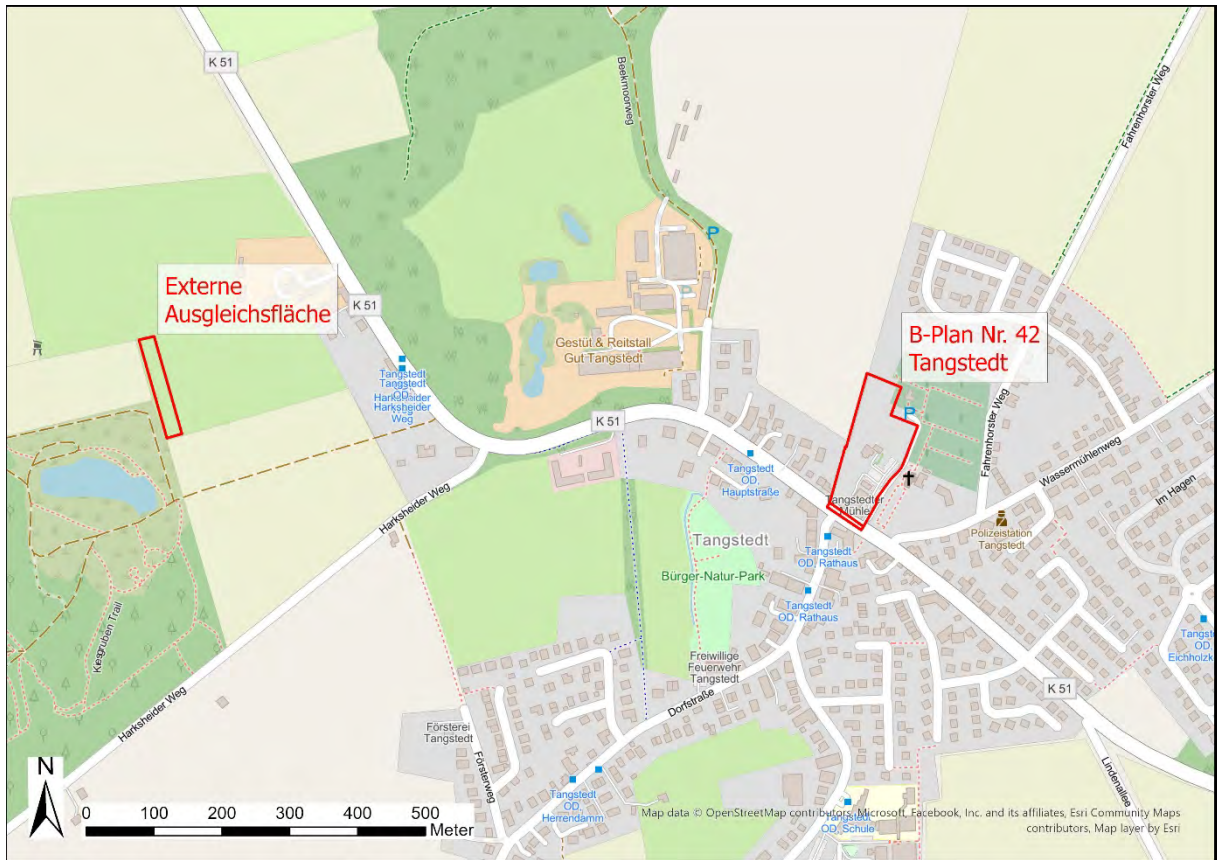 K 51
Beekmoorweg
Fahrenhorster Weg
P
Externe
Ausgleichsfläche
K 51
P
Tangstedt
Tangstedt
OD,
Harksheider
Weg
Gestüt & Reitstall
Gut Tangstedt
B-Plan Nr. 42
Tangstedt
P
K 51
Fahrenhorster Weg
Wassermühlenweg
Im Hagen
Tangstedt
OD,
Hauptstraße
Tangstedter
Mühle
Polizeistation
Tangstedt
Harksheider Weg
Tangstedt
Tangstedt
OD, Rathaus
Bürger-Natur-Park
Tangstedt
OD, Rathaus
Kiesgruben Trail
Freiwillige
Feuerwehr
Tangstedt
Dorfstraße
K 51
Harksheider Weg
Försterei
Tangstedt
Försterweg
Lindenallee
N
0 100 200 300 400 500
Meter
Tangstedt
OD,
Herrendamm
Tangstedt
OD, Schule
Map data © OpenStreetMap contributors, Microsoft, Facebook, Inc. and its affiliates, Esri Community Maps
contributors, Map layer by Esri